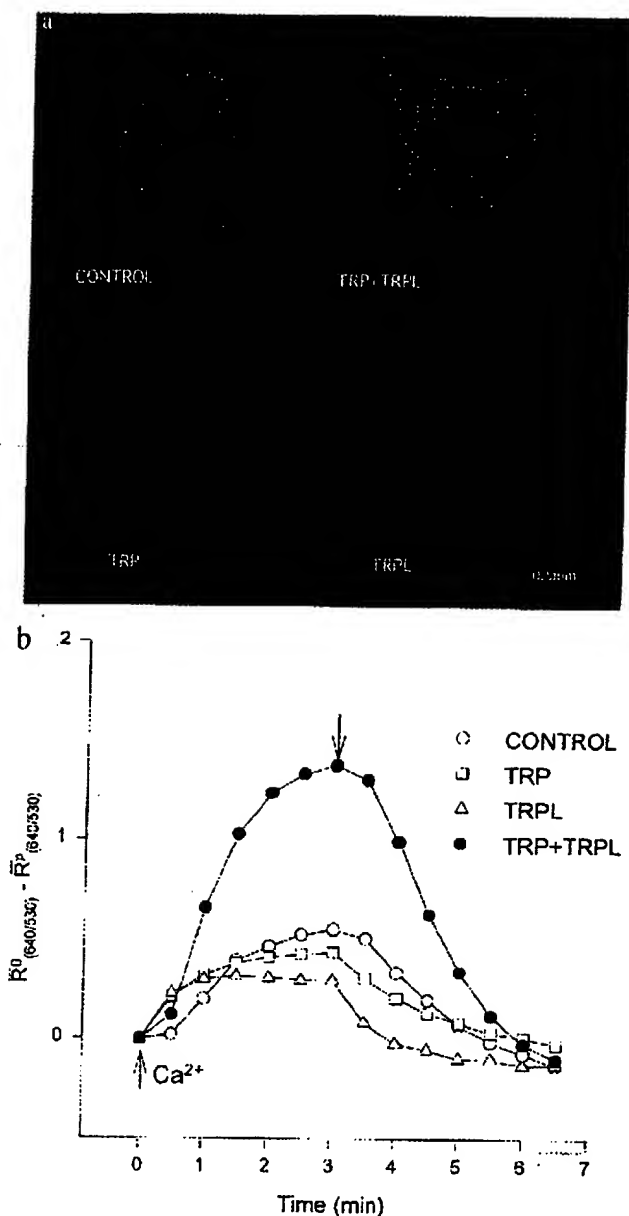 a
CONTROL TRP+TRPL
TRP TRPL
b
2
CONTROL
TRP
TRPL
TRP+TRPL
1
0
Ca²⁺
0 1 2 3 4 5 6 7
Time (min)